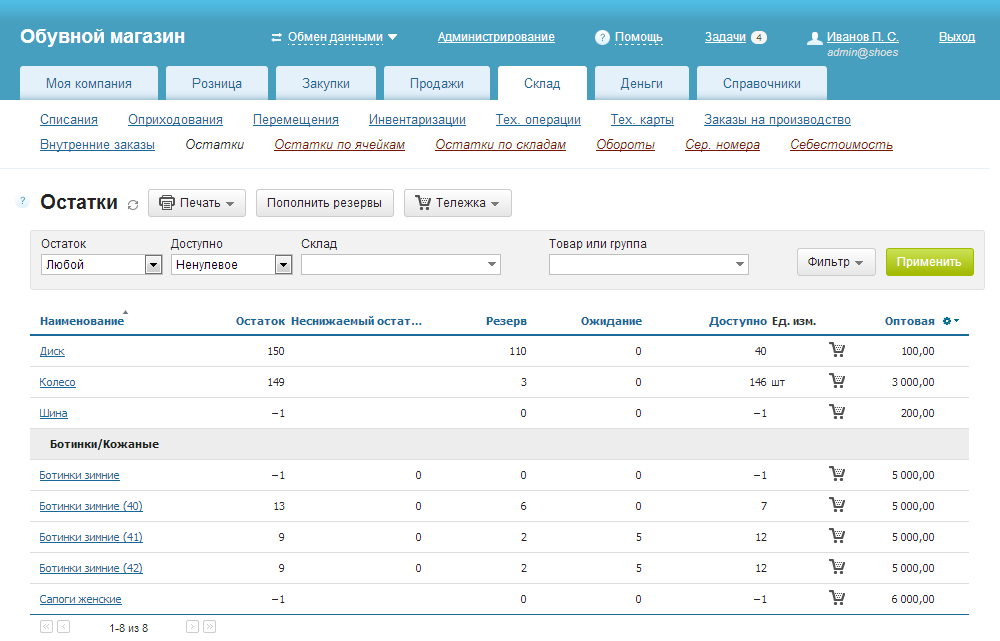 Обувной магазин Обмен данными Администрирование ? Помощь Задачи 4 Иванов П. С. Выход
admin@shoes
Моя компания Розница Закупки Продажи Склад Деньги Справочники
Списания Оприходования Перемещения Инвентаризации Тех. операции Тех. карты Заказы на производство
Внутренние заказы Остатки Остатки по ячейкам Остатки по складам Обороты Сер. номера Себестоимость
? Остатки Печать Пополнить резервы Тележка
Остаток Доступно Склад Товар или группа
Любой Ненулевое Фильтр Применить
Наименование Остаток Неснижаемый остат... Резерв Ожидание Доступно Ед. изм. Оптовая
Диск 150 110 0 40 100,00
Колесо 149 3 0 146 шт 3 000,00
Шина −1 0 0 −1 200,00
Ботинки/Кожаные
Ботинки зимние −1 0 0 0 −1 5 000,00
Ботинки зимние (40) 13 0 6 0 7 5 000,00
Ботинки зимние (41) 9 0 2 5 12 5 000,00
Ботинки зимние (42) 9 0 2 5 12 5 000,00
Сапоги женские −1 0 0 −1 6 000,00
1-8 из 8